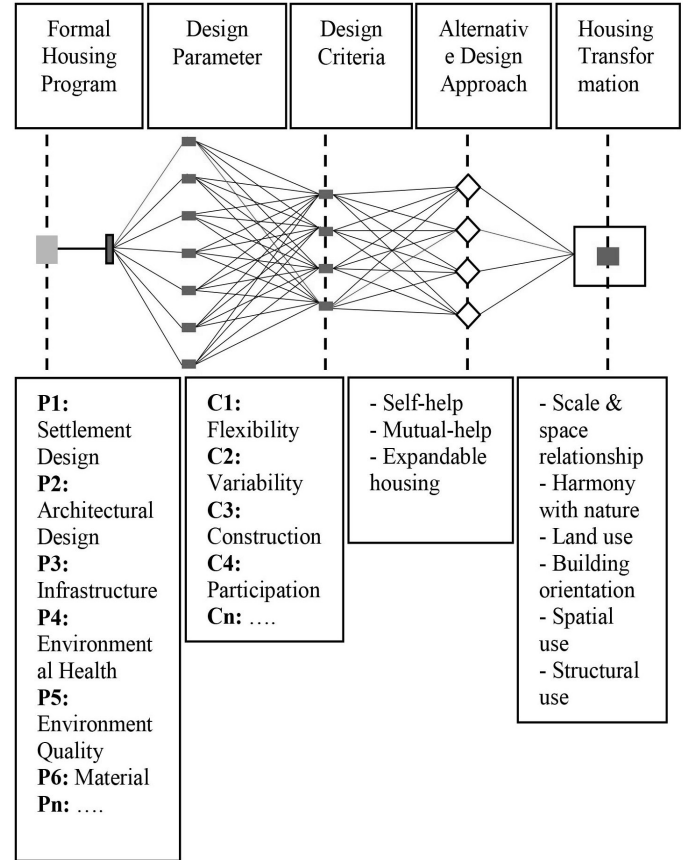 Formal
Housing
Program
Design
Parameter
Design
Criteria
Alternativ
e Design
Approach
Housing
Transfor
mation
P1:
Settlement
Design
P2:
Architectural
Design
P3:
Infrastructure
P4:
Environment
al Health
P5:
Environment
Quality
P6: Material
Pn: ….
C1:
Flexibility
C2:
Variability
C3:
Construction
C4:
Participation
Cn: ….
- Self-help
- Mutual-help
- Expandable
housing
- Scale &
space
relationship
- Harmony
with nature
- Land use
- Building
orientation
- Spatial
use
- Structural
use